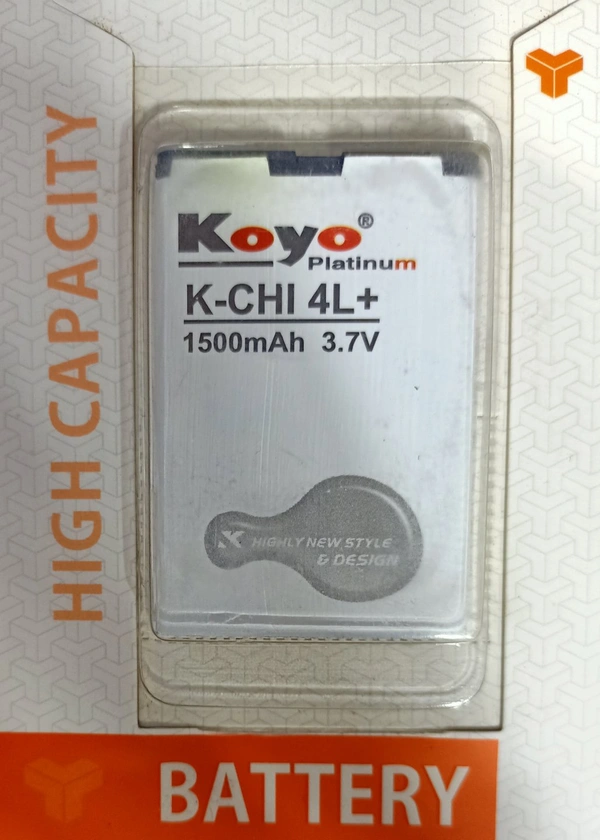 HIGH CAPACITY
Koyo®
Platinum
K-CHI 4L+
1500mAh 3.7V
HIGHLY NEW STYLE
& DESIGN
BATTERY